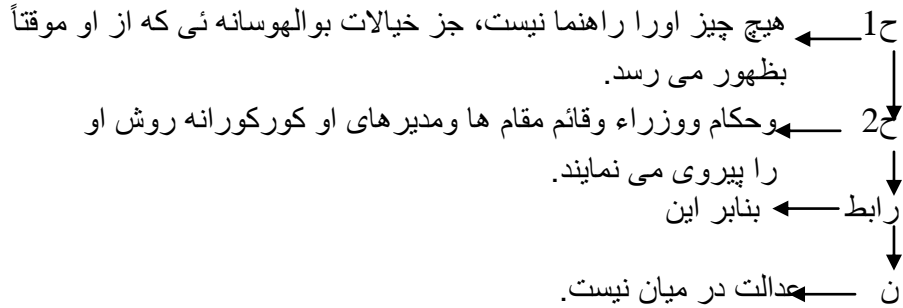 ح1 هیچ چیز اورا راهنما نیست، جز خیالات بوالهوسانه ئی که از او موقتاً
بظهور می رسد.
ح2 وحکام ووزراء وقائم مقام ها ومدیرهای او کورکورانه روش او
را پیروی می نمایند.
رابط بنابر این
ن عدالت در میان نیست.